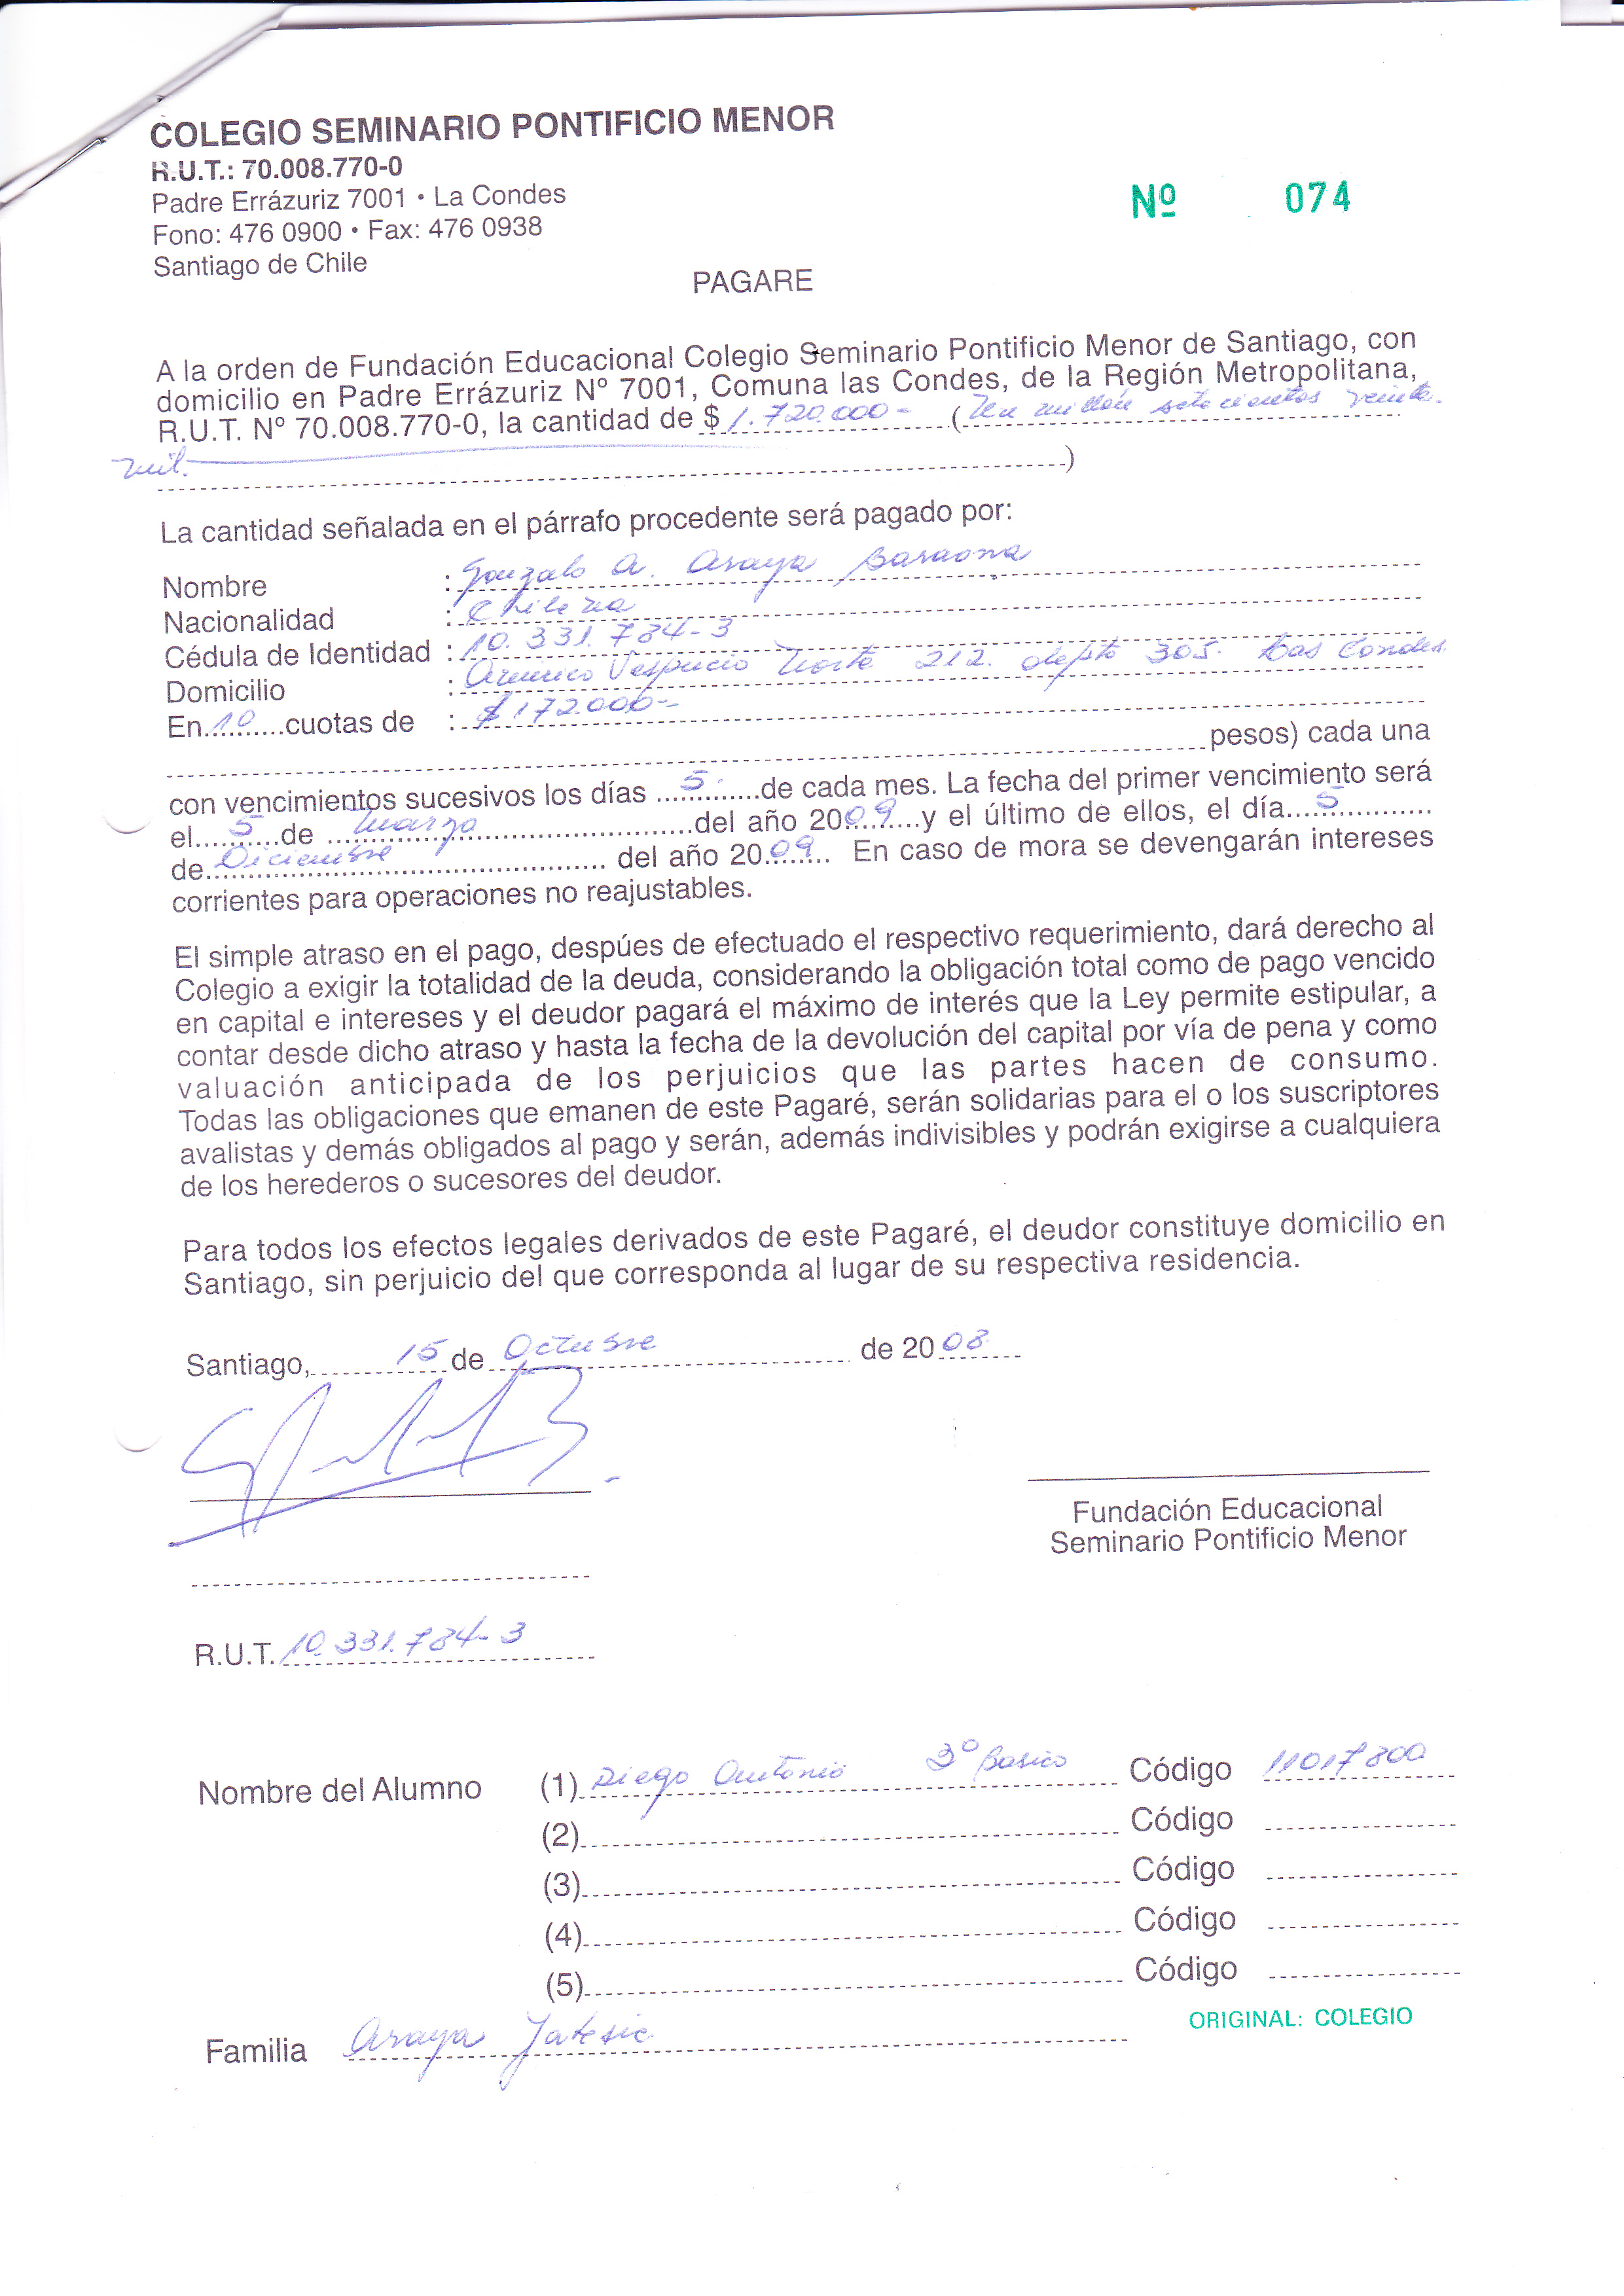 COLEGIO SEMINARIO PONTIFICIO MENOR
R.U.T.: 70.008.770-0
Padre Errázuriz 7001 • La Condes
Fono: 476 0900 • Fax: 476 0938
Santiago de Chile
Nº 074
PAGARE
A la orden de Fundación Educacional Colegio Seminario Pontificio Menor de Santiago, con
domicilio en Padre Errázuriz Nº 7001, Comuna las Condes, de la Región Metropolitana,
R.U.T. Nº 70.008.770-0, la cantidad de $ 1.720.000- (Un millón setecientos veinte
mil. )
La cantidad señalada en el párrafo procedente será pagado por:
Nombre : Gonzalo A. Araya Baraona
Nacionalidad : Chilena
Cédula de Identidad : 10.331.784-3
Domicilio : Americo Vespucio Norte 212. depto 305. Las Condes.
En 10 cuotas de : $172.000-
pesos) cada una
con vencimientos sucesivos los días 5 de cada mes. La fecha del primer vencimiento será
el 5 de Marzo del año 2009 y el último de ellos, el día 5
de Diciembre del año 2009. En caso de mora se devengarán intereses
corrientes para operaciones no reajustables.
El simple atraso en el pago, despúes de efectuado el respectivo requerimiento, dará derecho al
Colegio a exigir la totalidad de la deuda, considerando la obligación total como de pago vencido
en capital e intereses y el deudor pagará el máximo de interés que la Ley permite estipular, a
contar desde dicho atraso y hasta la fecha de la devolución del capital por vía de pena y como
valuación anticipada de los perjuicios que las partes hacen de consumo.
Todas las obligaciones que emanen de este Pagaré, serán solidarias para el o los suscriptores
avalistas y demás obligados al pago y serán, además indivisibles y podrán exigirse a cualquiera
de los herederos o sucesores del deudor.
Para todos los efectos legales derivados de este Pagaré, el deudor constituye domicilio en
Santiago, sin perjuicio del que corresponda al lugar de su respectiva residencia.
Santiago, 15 de Octubre de 2008
Fundación Educacional
Seminario Pontificio Menor
R.U.T. 10.331.784-3
Nombre del Alumno (1) Diego Antonio 3º Basico Código 11017800
(2) Código
(3) Código
(4) Código
(5) Código
ORIGINAL: COLEGIO
Familia Araya